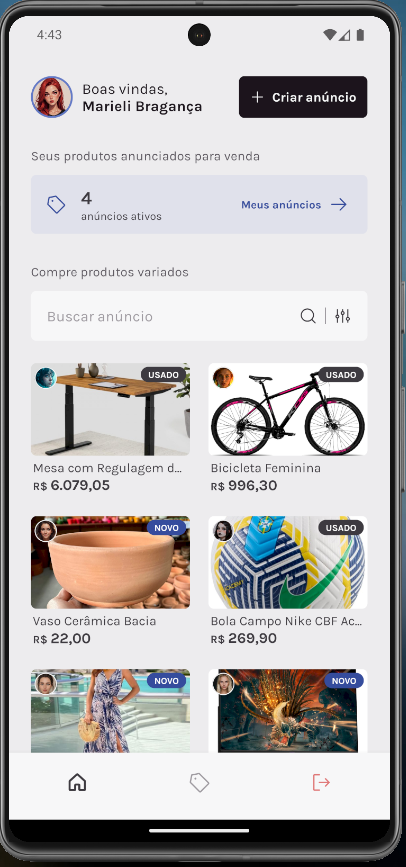 4:43
Boas vindas,
Marieli Bragança
+ Criar anúncio
Seus produtos anunciados para venda
4
anúncios ativos
Meus anúncios
Compre produtos variados
Buscar anúncio
USADO
USADO
Mesa com Regulagem d...
Bicicleta Feminina
R$ 6.079,05
R$ 996,30
NOVO
USADO
Vaso Cerâmica Bacia
Bola Campo Nike CBF Ac...
R$ 22,00
R$ 269,90
NOVO
NOVO